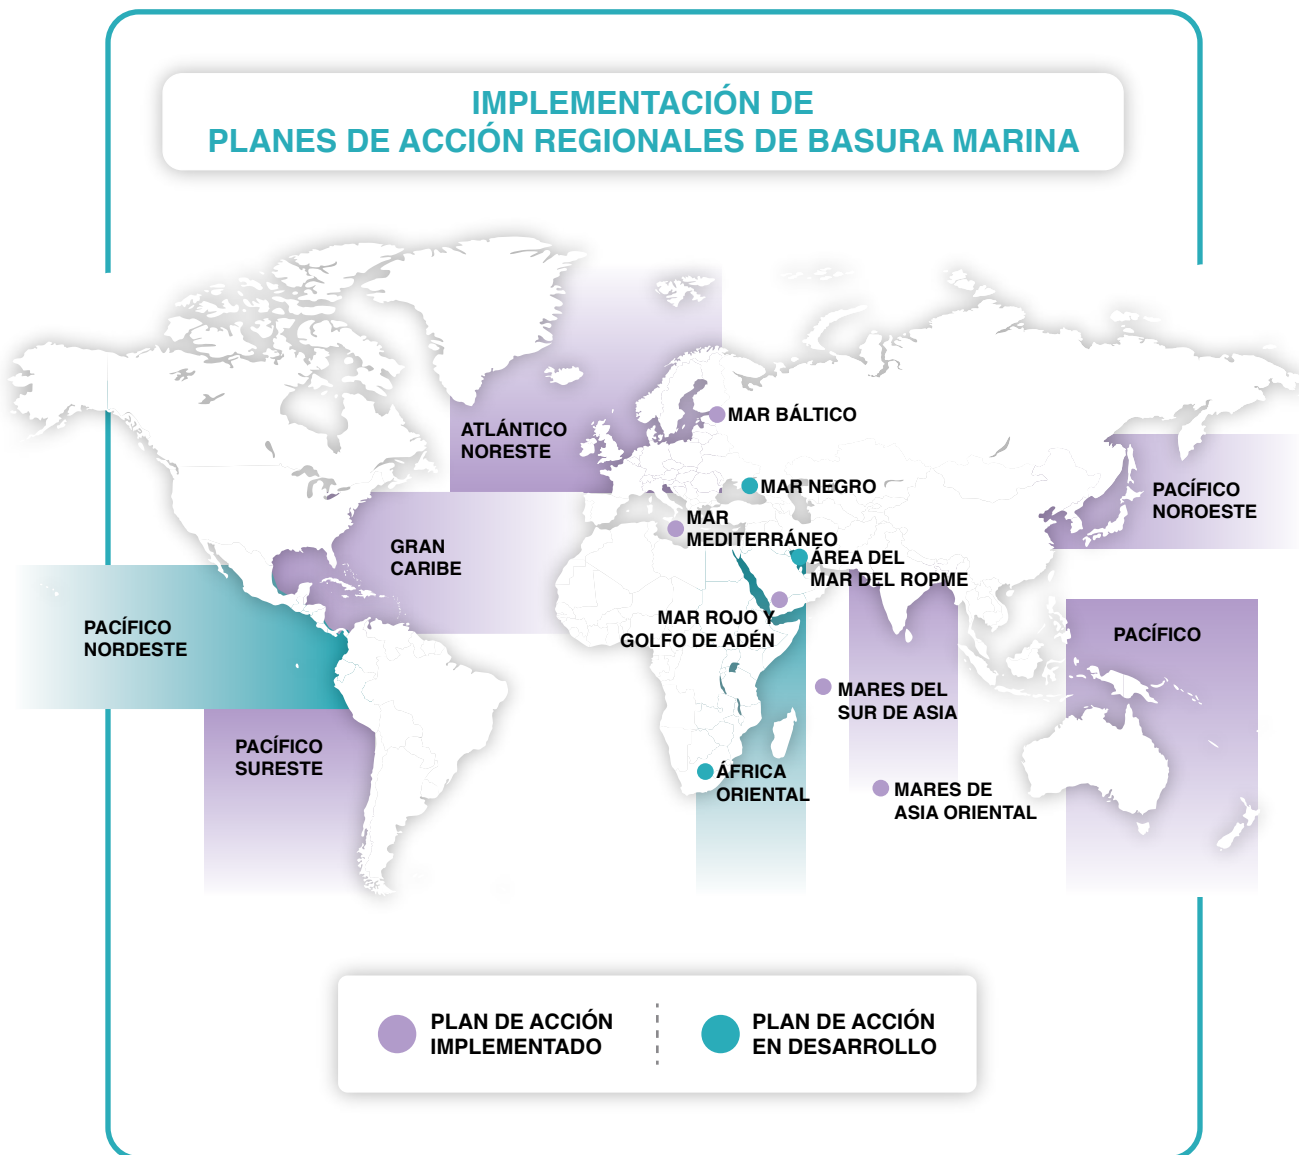 IMPLEMENTACIÓN DE
PLANES DE ACCIÓN REGIONALES DE BASURA MARINA
ATLÁNTICO
NORESTE
MAR BÁLTICO
MAR NEGRO
MAR
MEDITERRÁNEO
PACÍFICO
NOROESTE
GRAN
CARIBE
ÁREA DEL
MAR DEL ROPME
MAR ROJO Y
GOLFO DE ADÉN
PACÍFICO
NORDESTE
PACÍFICO
MARES DEL
SUR DE ASIA
PACÍFICO
SURESTE
ÁFRICA
ORIENTAL
MARES DE
ASIA ORIENTAL
PLAN DE ACCIÓN
IMPLEMENTADO
PLAN DE ACCIÓN
EN DESARROLLO